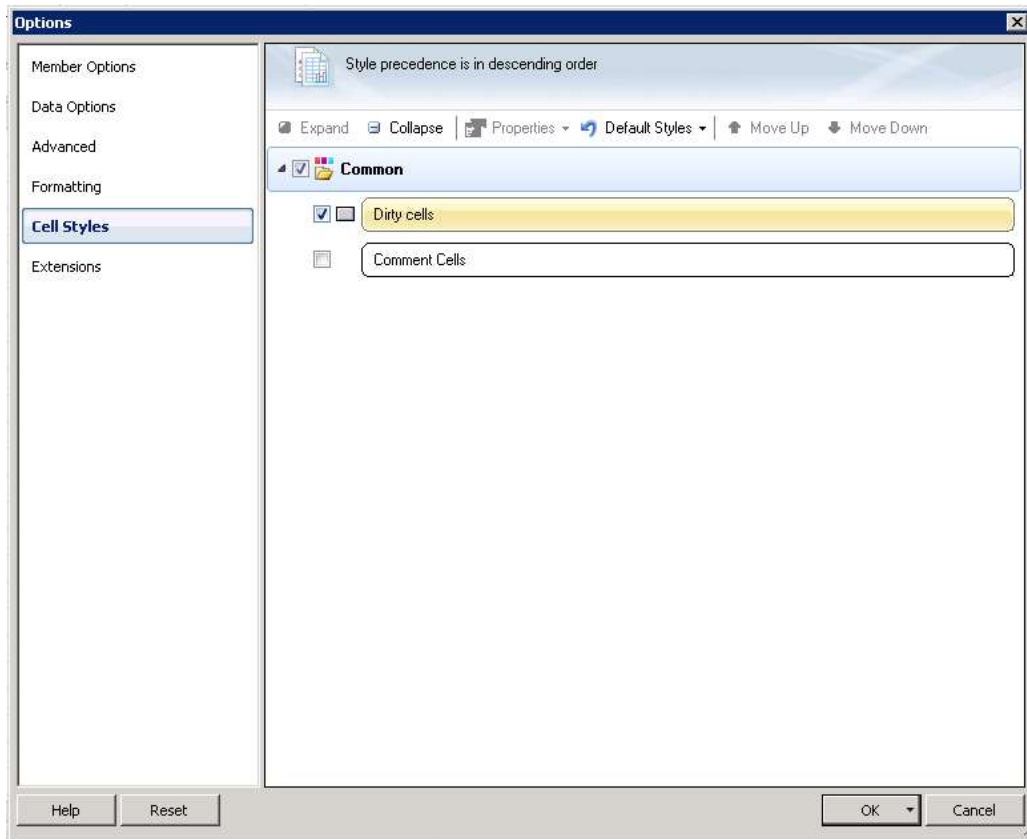 Options
Member Options
Data Options
Advanced
Formatting
Cell Styles
Extensions
Style precedence is in descending order
Expand Collapse Properties Default Styles Move Up Move Down
Common
Dirty cells
Comment Cells
Help Reset OK Cancel